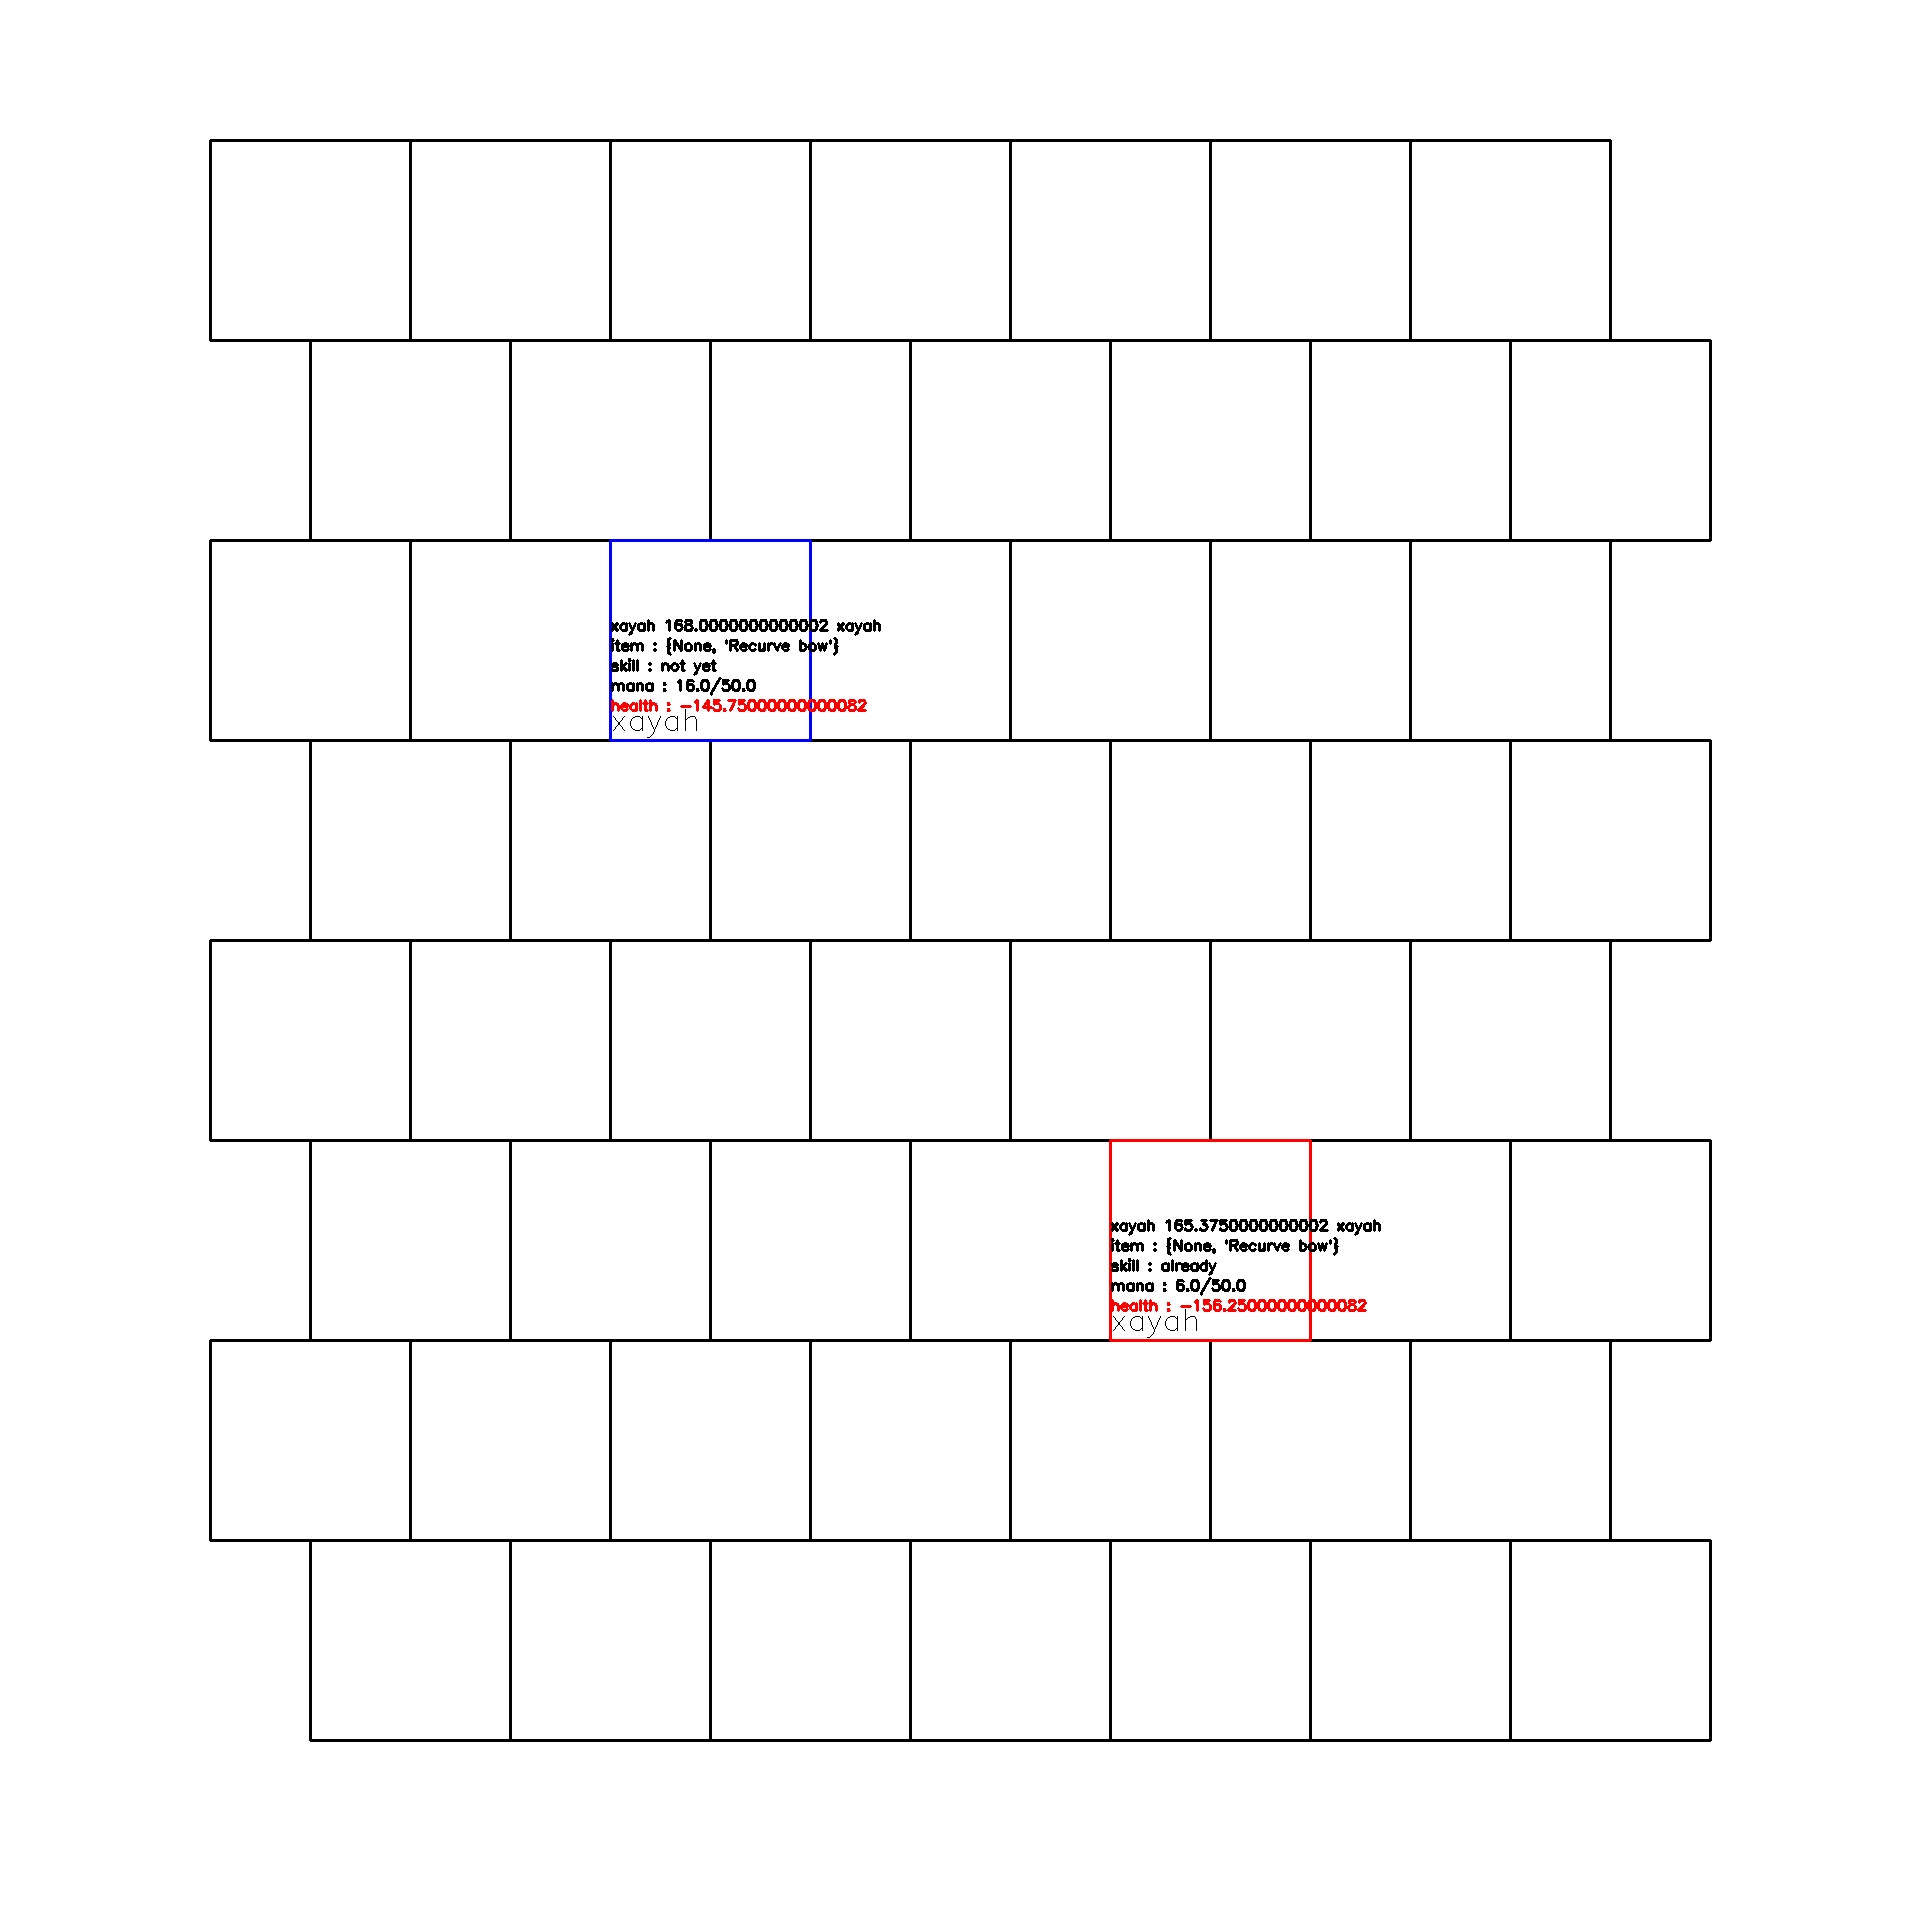 xayah 168.0000000000002 xayah
item : {None, 'Recurve bow'}
skill : not yet
mana : 16.0/50.0
health : -145.75000000000082
xayah
xayah 165.3750000000002 xayah
item : {None, 'Recurve bow'}
skill : already
mana : 6.0/50.0
health : -156.25000000000082
xayah